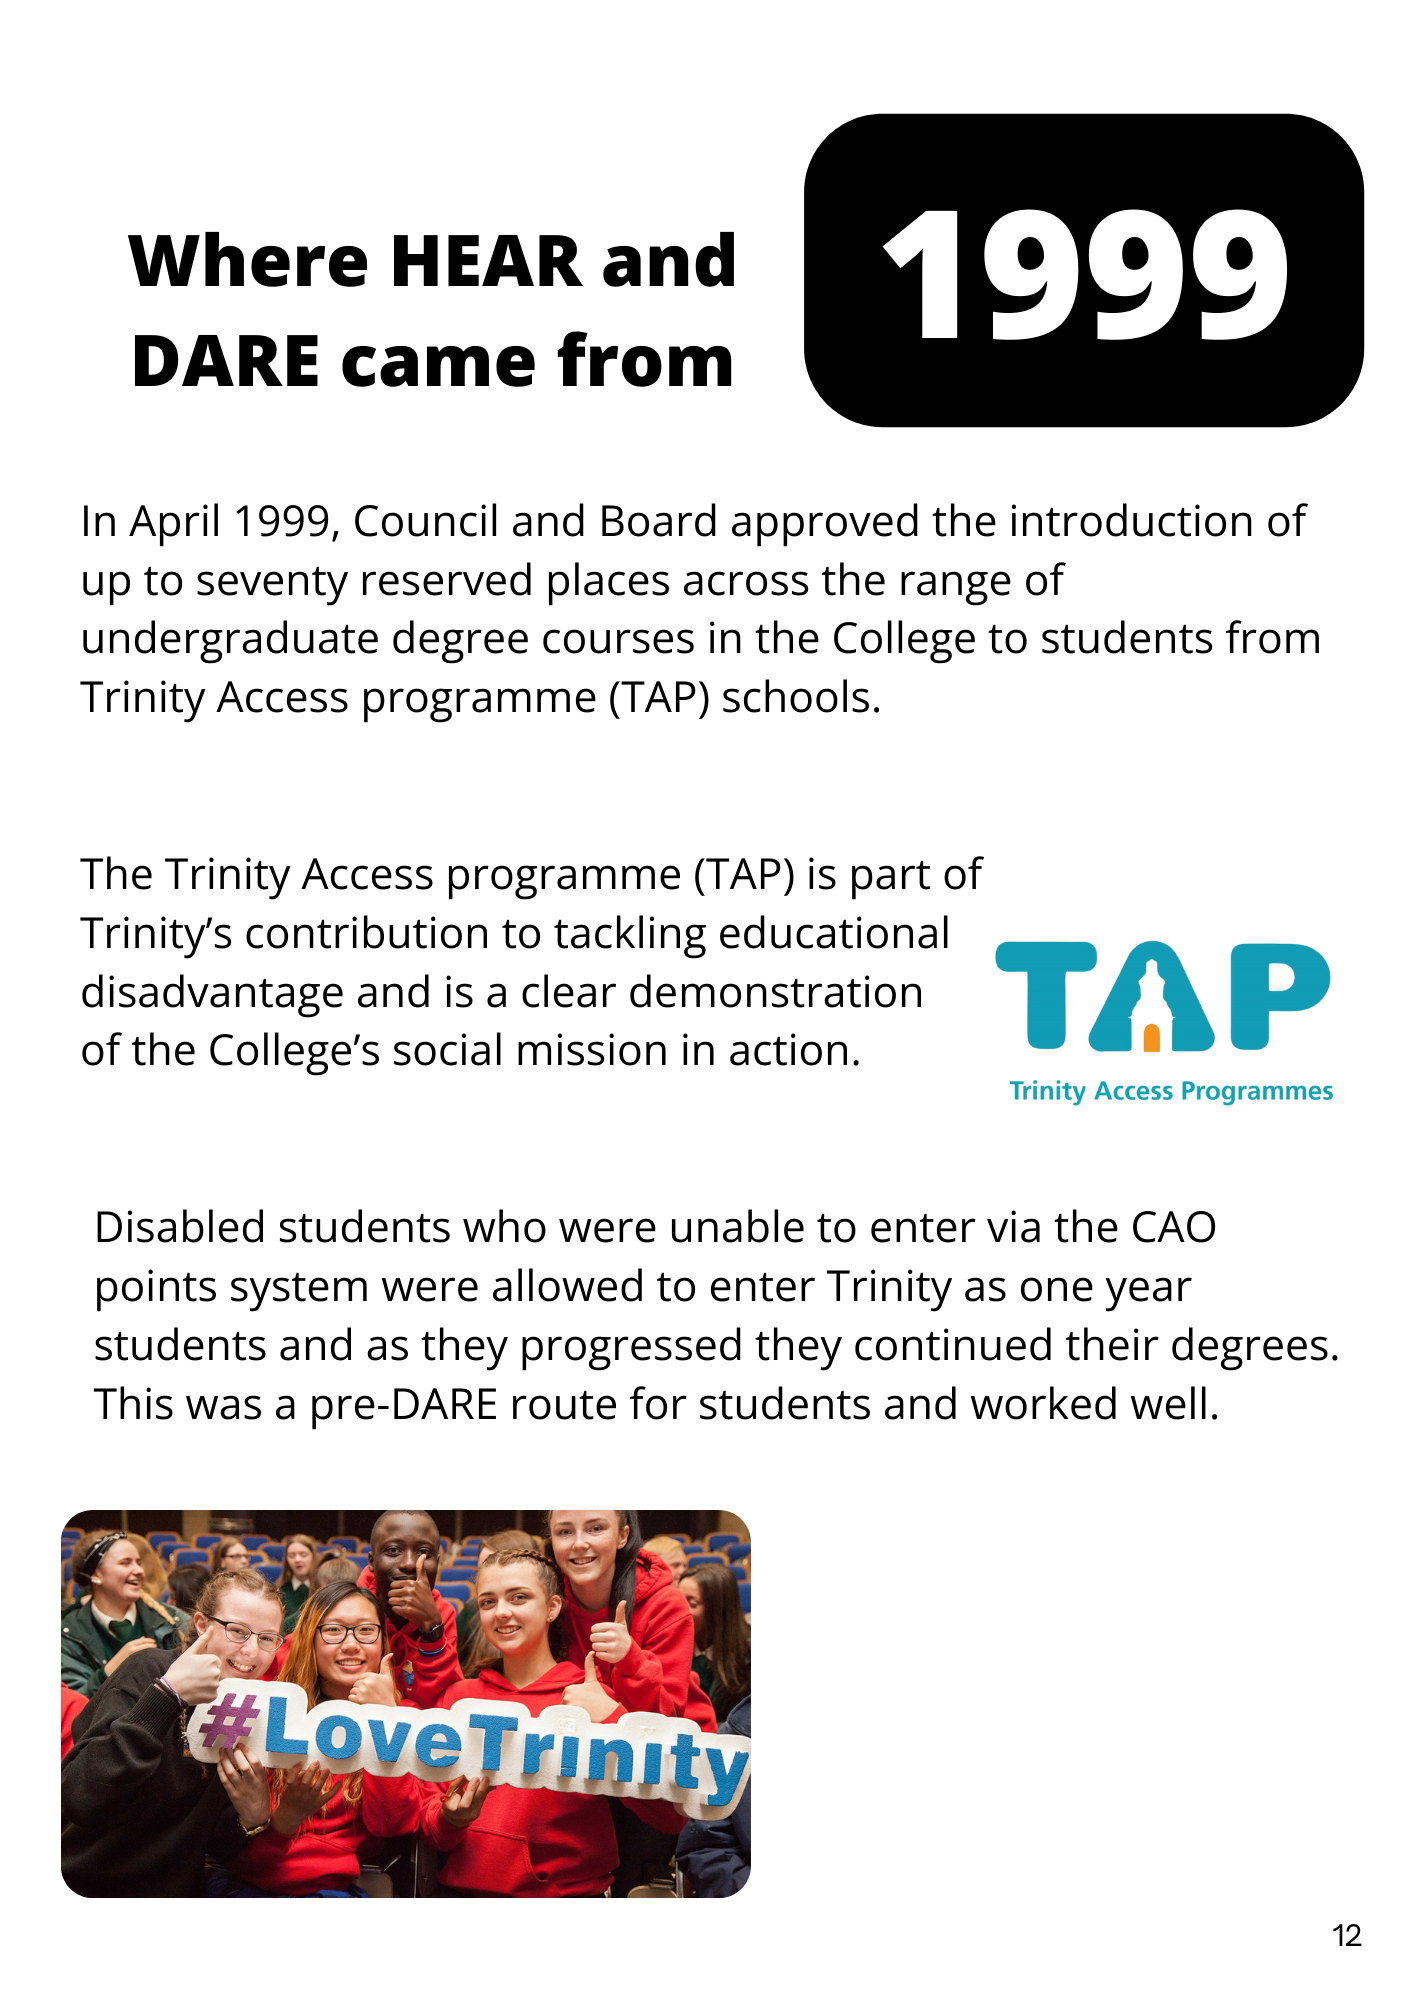 Where HEAR and
DARE came from
1999
In April 1999, Council and Board approved the introduction of
up to seventy reserved places across the range of
undergraduate degree courses in the College to students from
Trinity Access programme (TAP) schools.
The Trinity Access programme (TAP) is part of
Trinity’s contribution to tackling educational
disadvantage and is a clear demonstration
of the College’s social mission in action.
TAP
Trinity Access Programmes
Disabled students who were unable to enter via the CAO
points system were allowed to enter Trinity as one year
students and as they progressed they continued their degrees.
This was a pre-DARE route for students and worked well.
#LoveTrinity
12